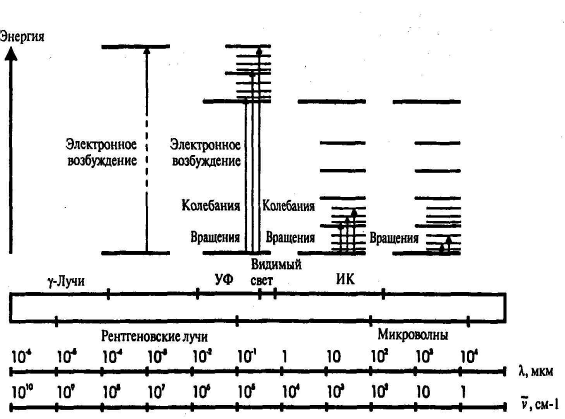 Энергия
Электронное
возбуждение
Электронное
возбуждение
Колебания
Колебания
Вращения
Вращения
Вращения
γ-Лучи
УФ
Видимый
свет
ИК
Рентгеновские лучи
Микроволны
10⁻⁶ 10⁻⁵ 10⁻⁴ 10⁻³ 10⁻² 10⁻¹ 1 10 10² 10³ 10⁴
λ, мкм
10¹⁰ 10⁹ 10⁸ 10⁷ 10⁶ 10⁵ 10⁴ 10³ 10 1
ν̄, см-1